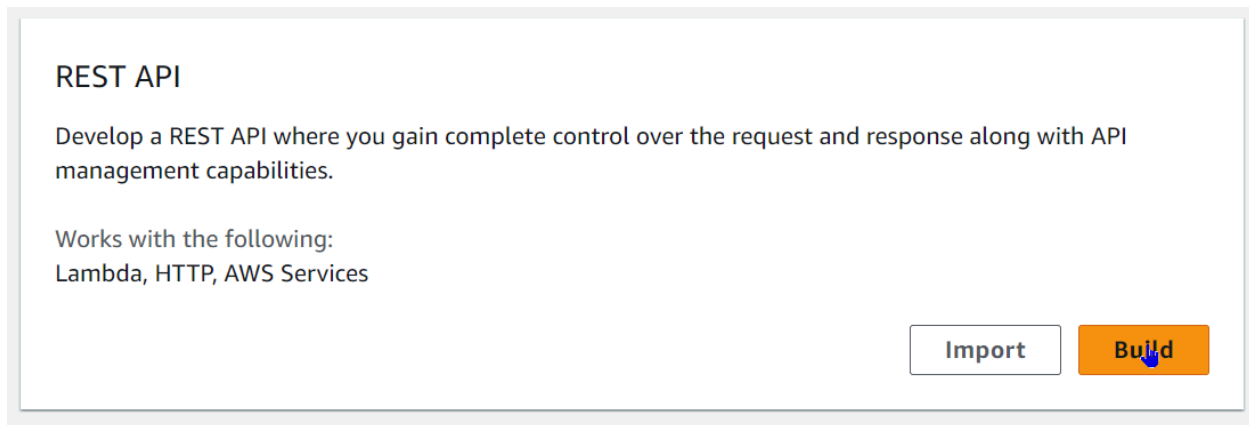 REST API
Develop a REST API where you gain complete control over the request and response along with API
management capabilities.
Works with the following:
Lambda, HTTP, AWS Services
Import
Build